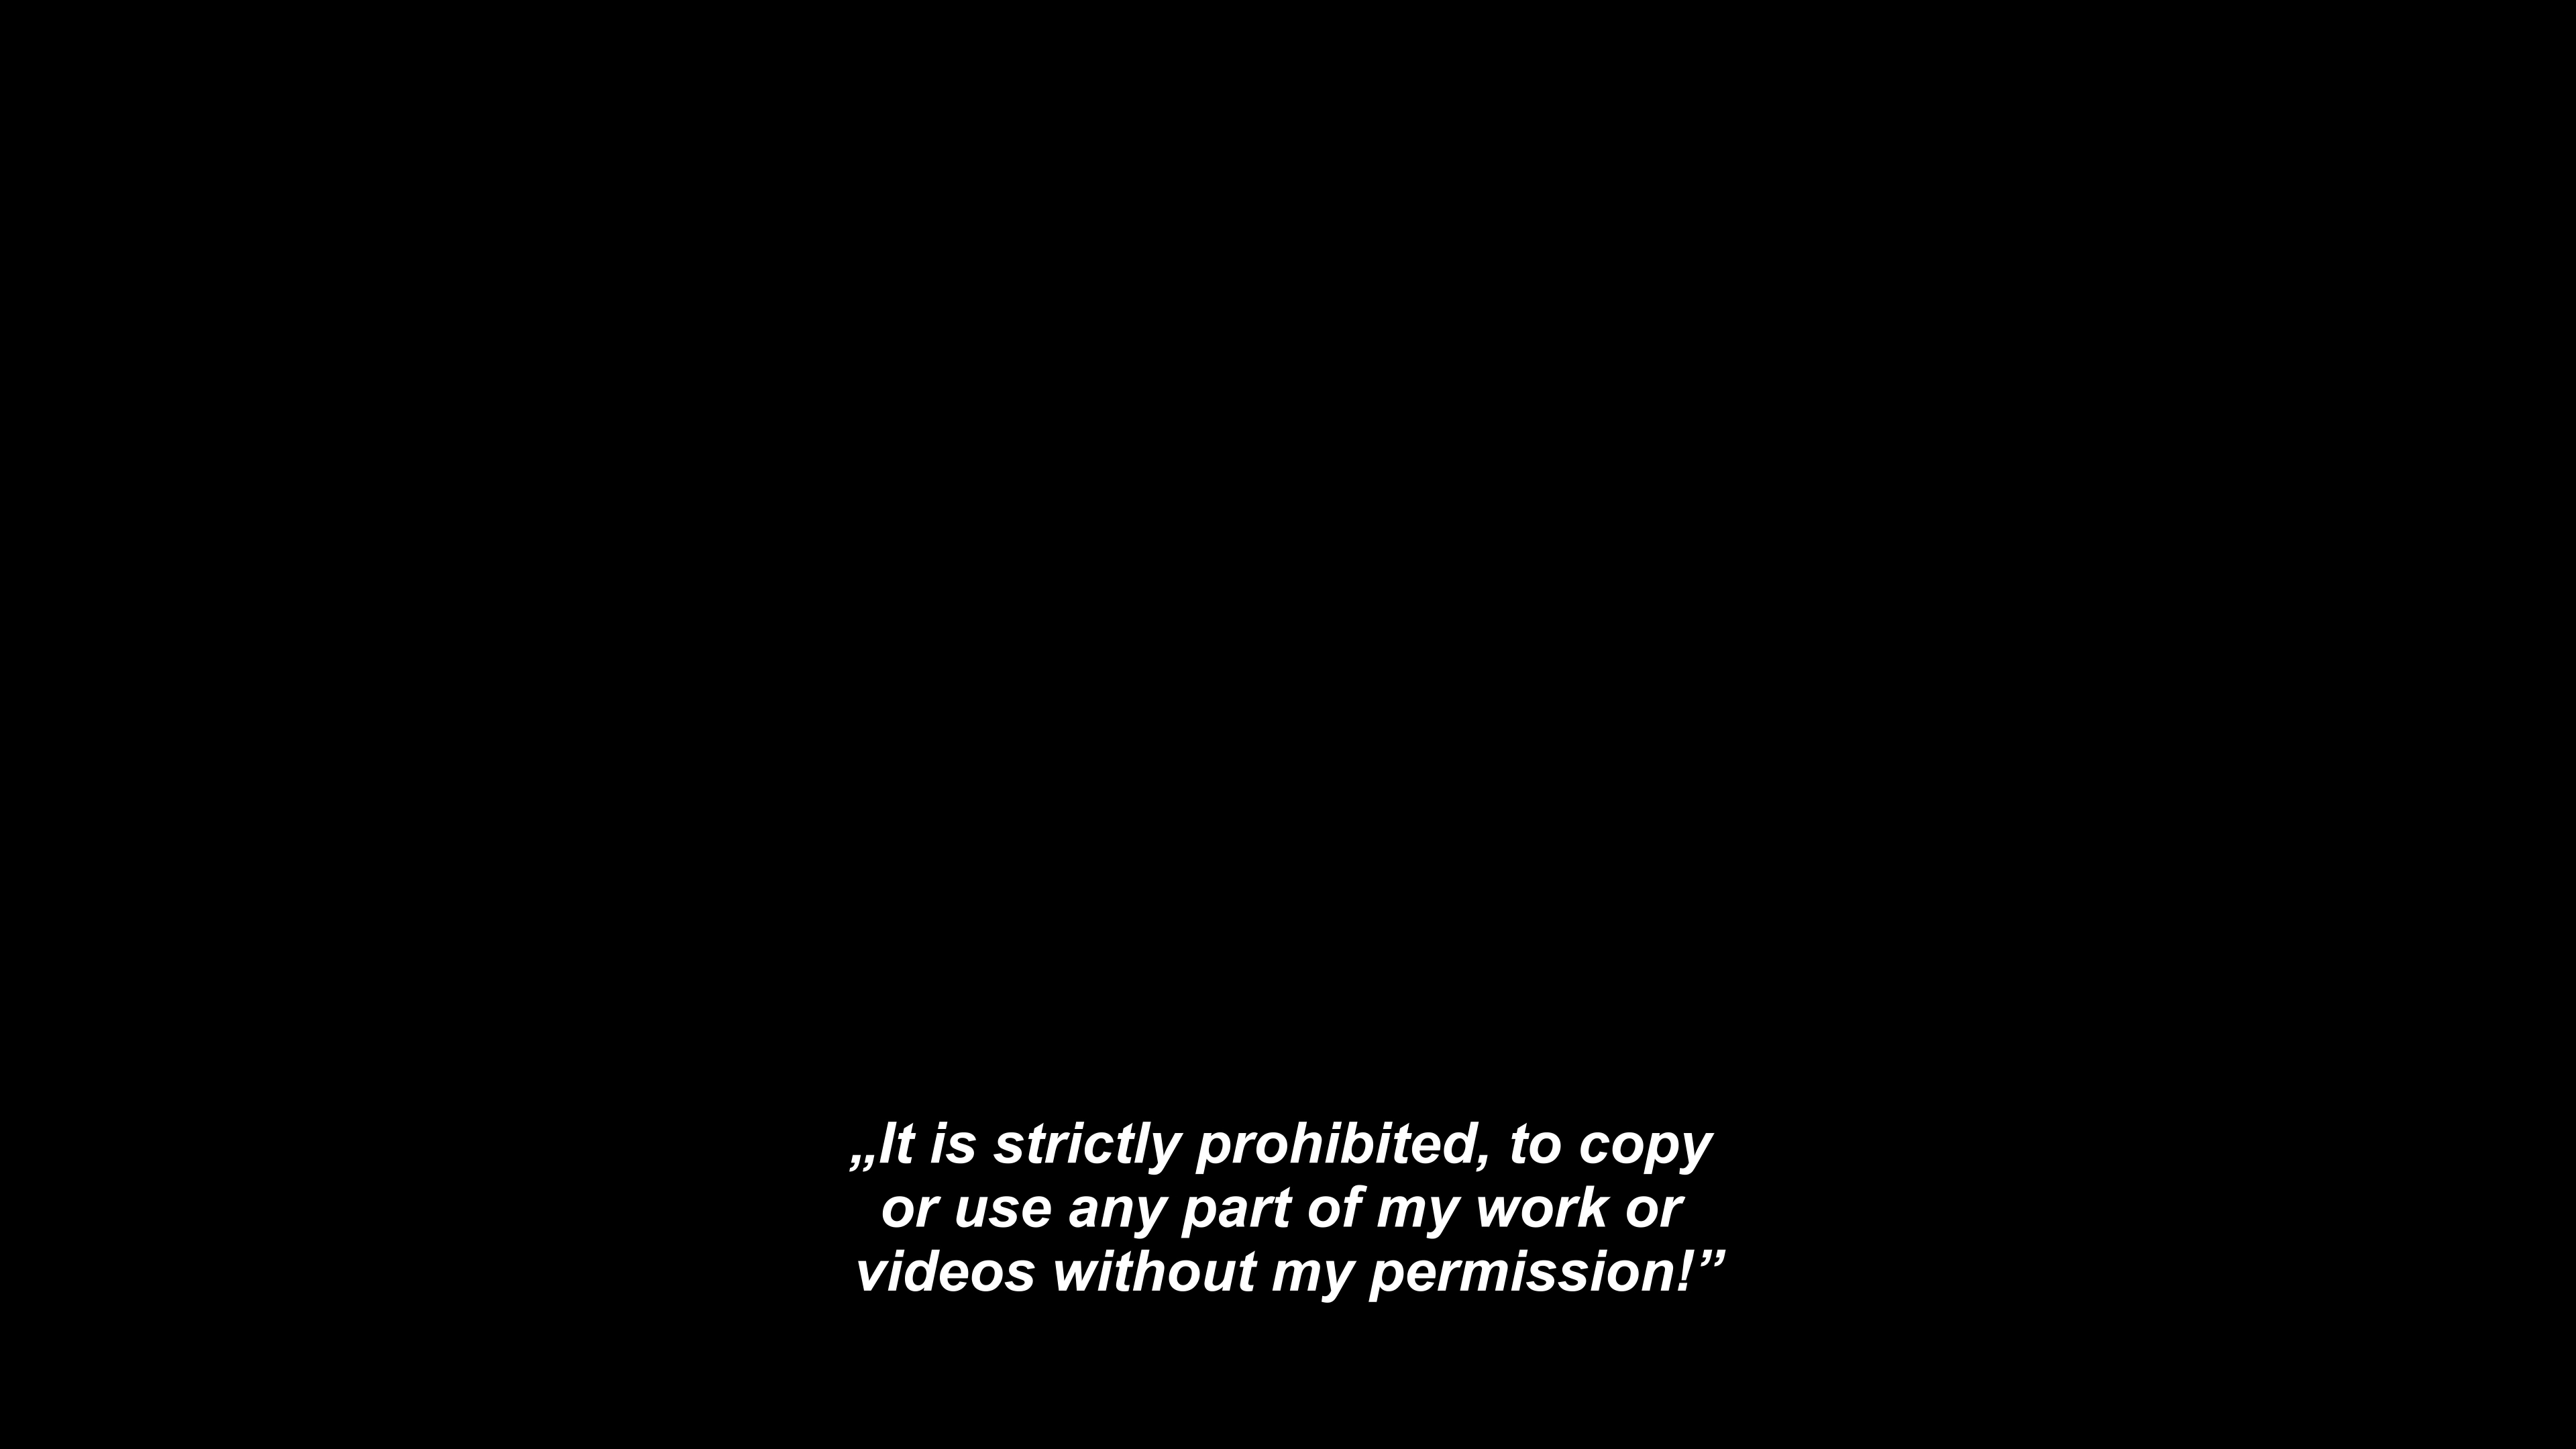 „It is strictly prohibited, to copy
or use any part of my work or
videos without my permission!”